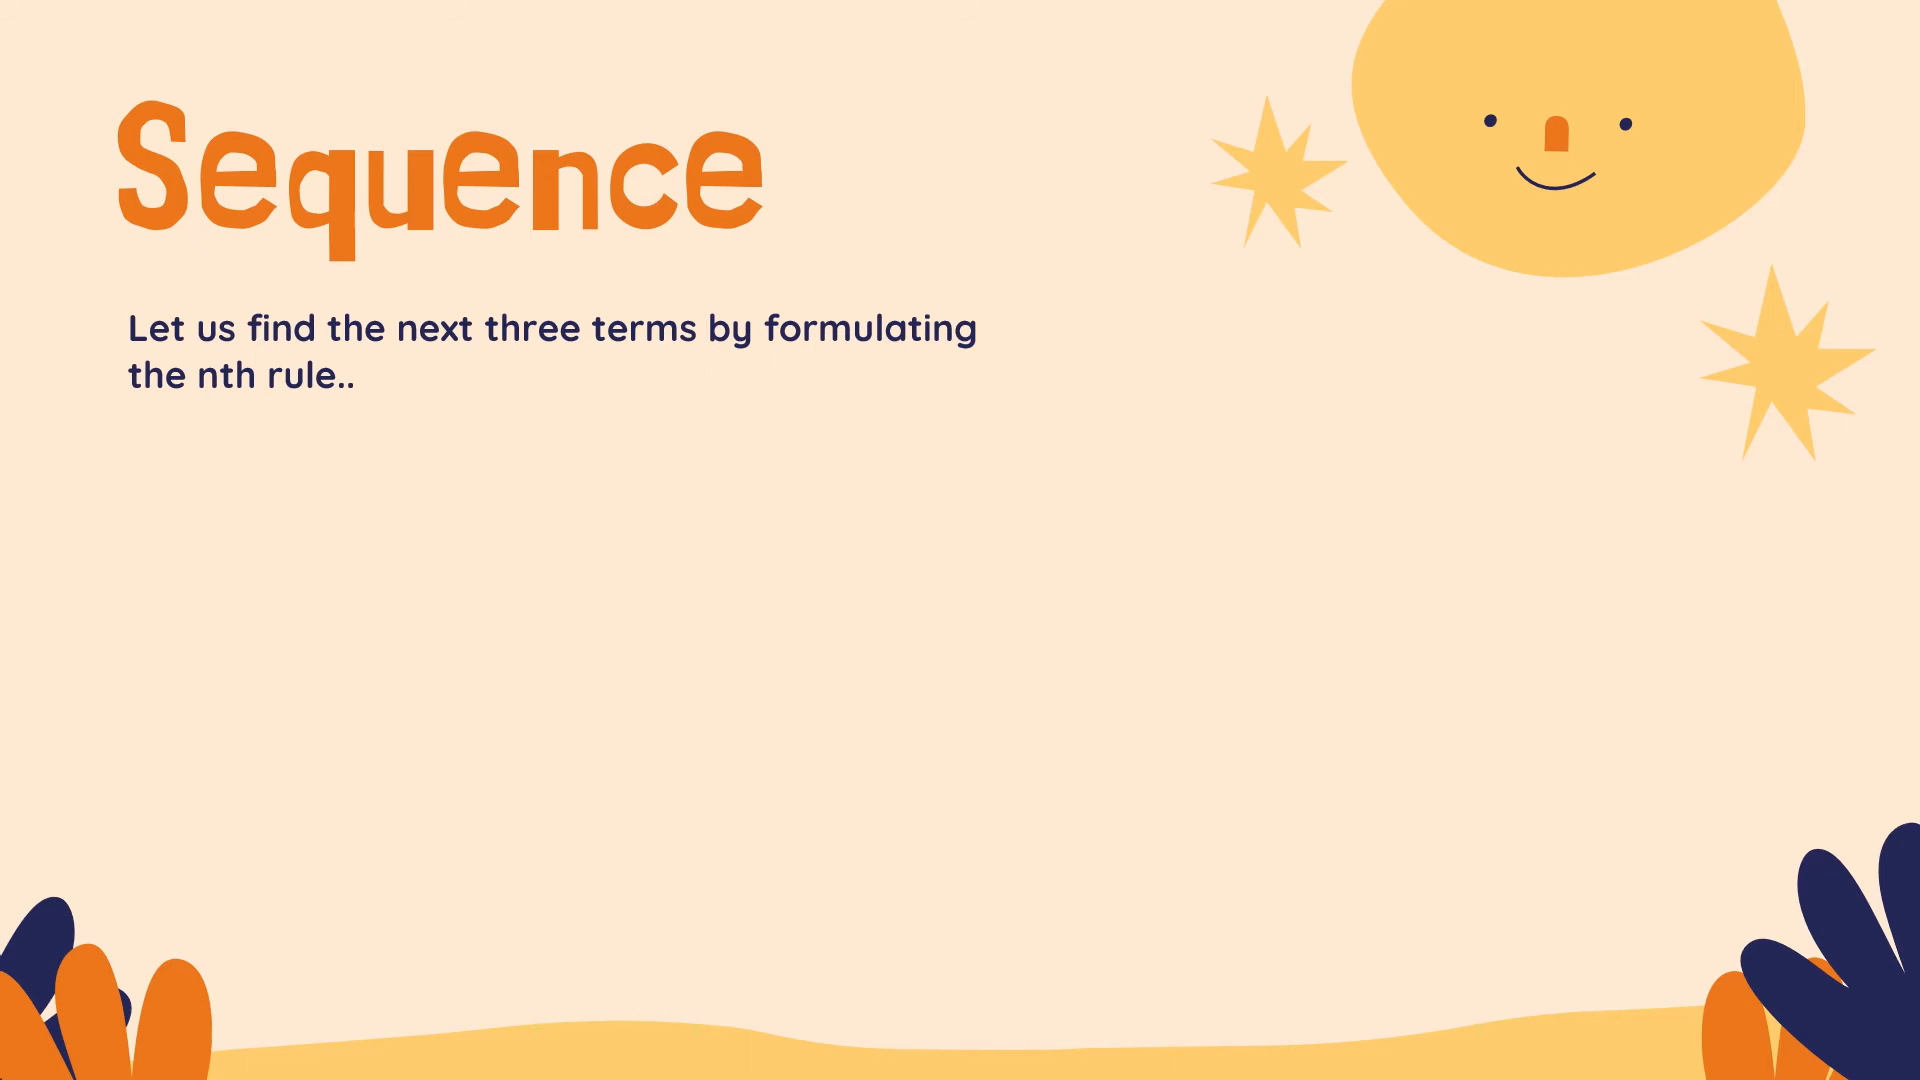 Sequence
Let us find the next three terms by formulating
the nth rule..